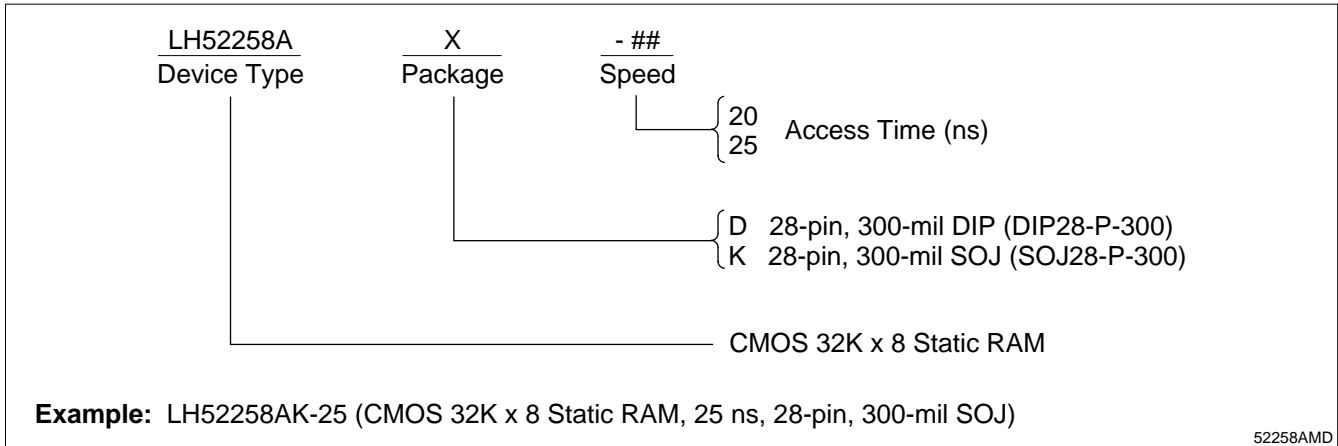 LH52258A X - ##
Device Type Package Speed
20
25
Access Time (ns)
D 28-pin, 300-mil DIP (DIP28-P-300)
K 28-pin, 300-mil SOJ (SOJ28-P-300)
CMOS 32K x 8 Static RAM
Example: LH52258AK-25 (CMOS 32K x 8 Static RAM, 25 ns, 28-pin, 300-mil SOJ)
52258AMD